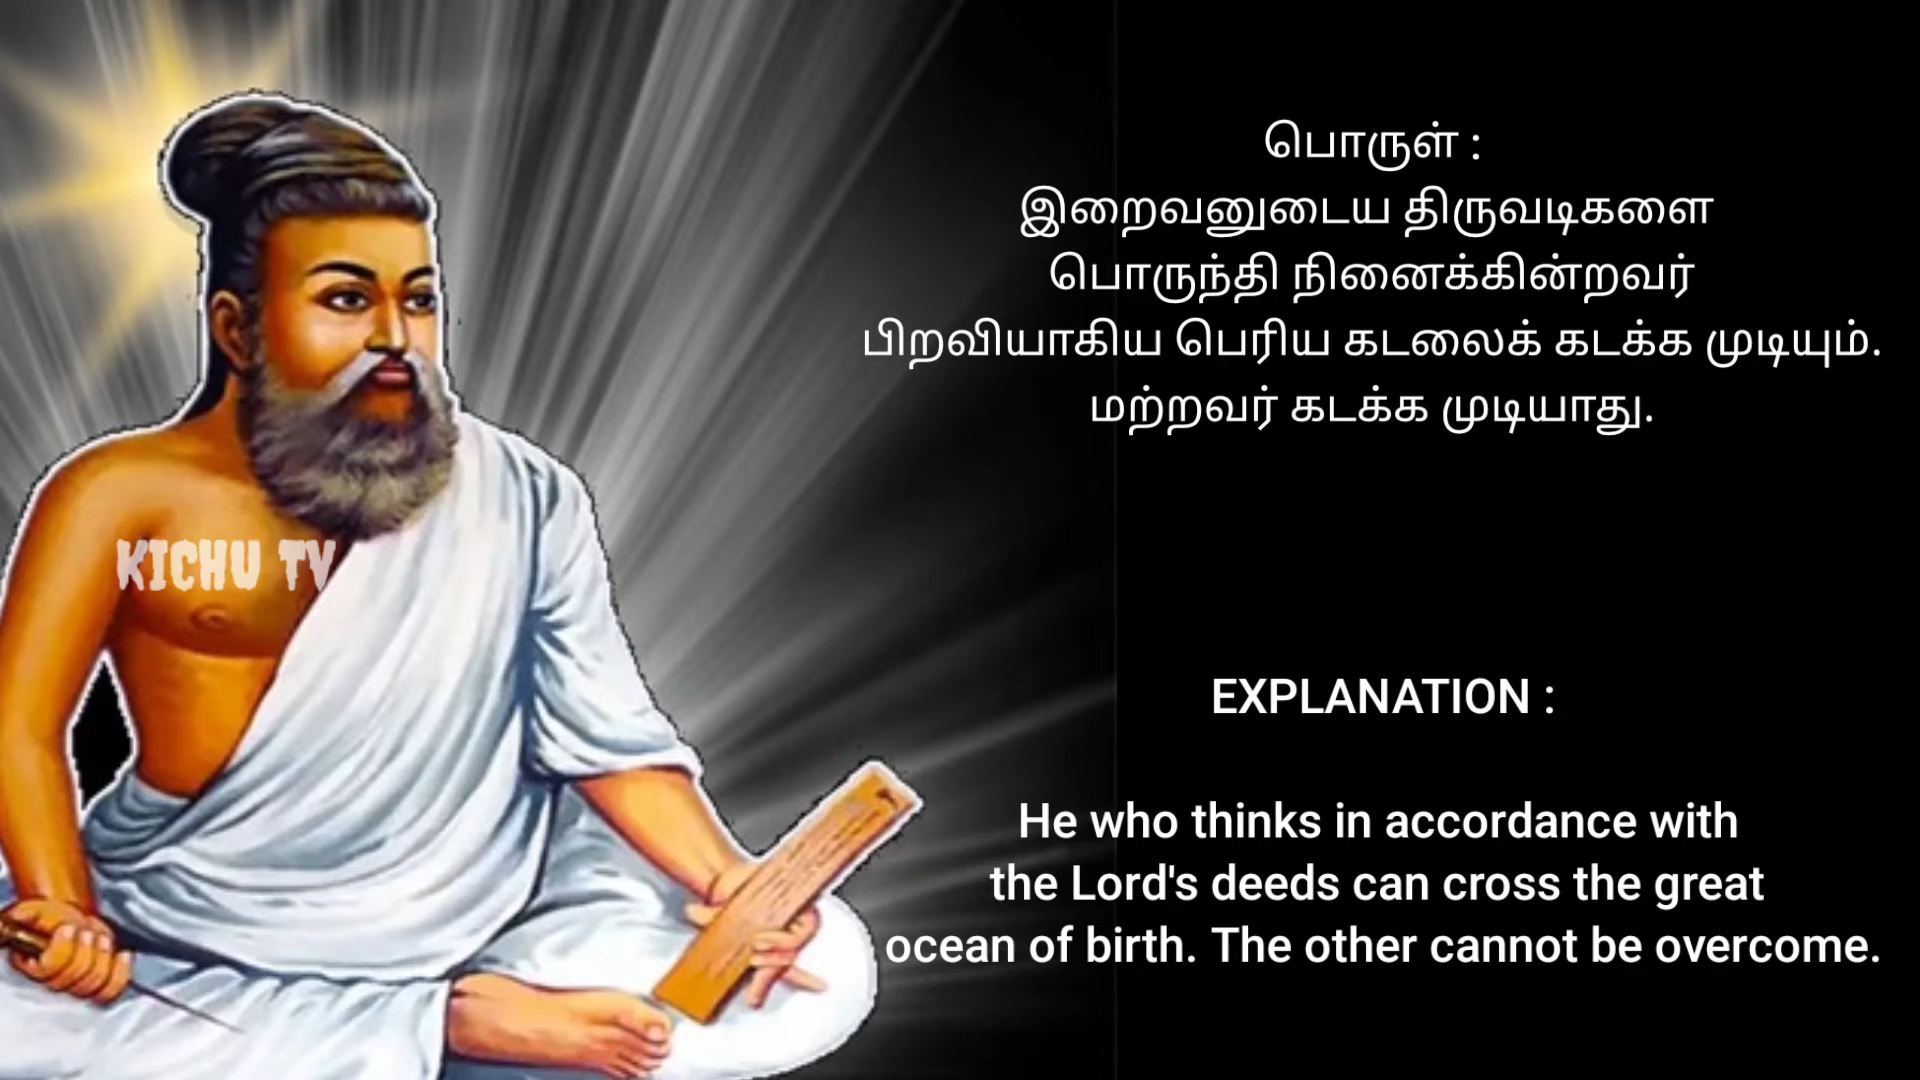 பொருள் :
இறைவனுடைய திருவடிகளை
பொருந்தி நினைக்கின்றவர்
பிறவியாகிய பெரிய கடலைக் கடக்க முடியும்.
மற்றவர் கடக்க முடியாது.
KICHU TV
EXPLANATION :
He who thinks in accordance with
the Lord's deeds can cross the great
ocean of birth. The other cannot be overcome.